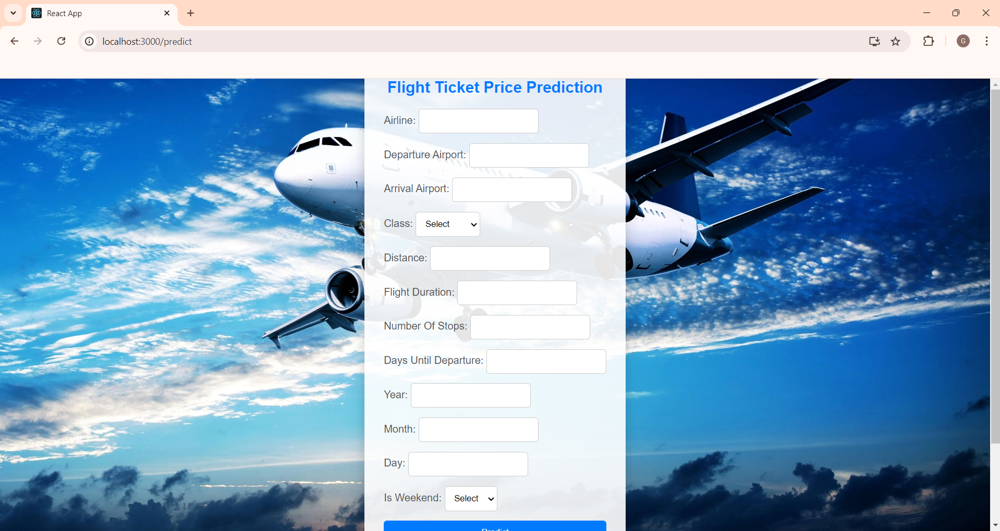 React App
localhost:3000/predict
G
Flight Ticket Price Prediction
Airline:
Departure Airport:
Arrival Airport:
Class: Select
Distance:
Flight Duration:
Number Of Stops:
Days Until Departure:
Year:
Month:
Day:
Is Weekend: Select
Predict